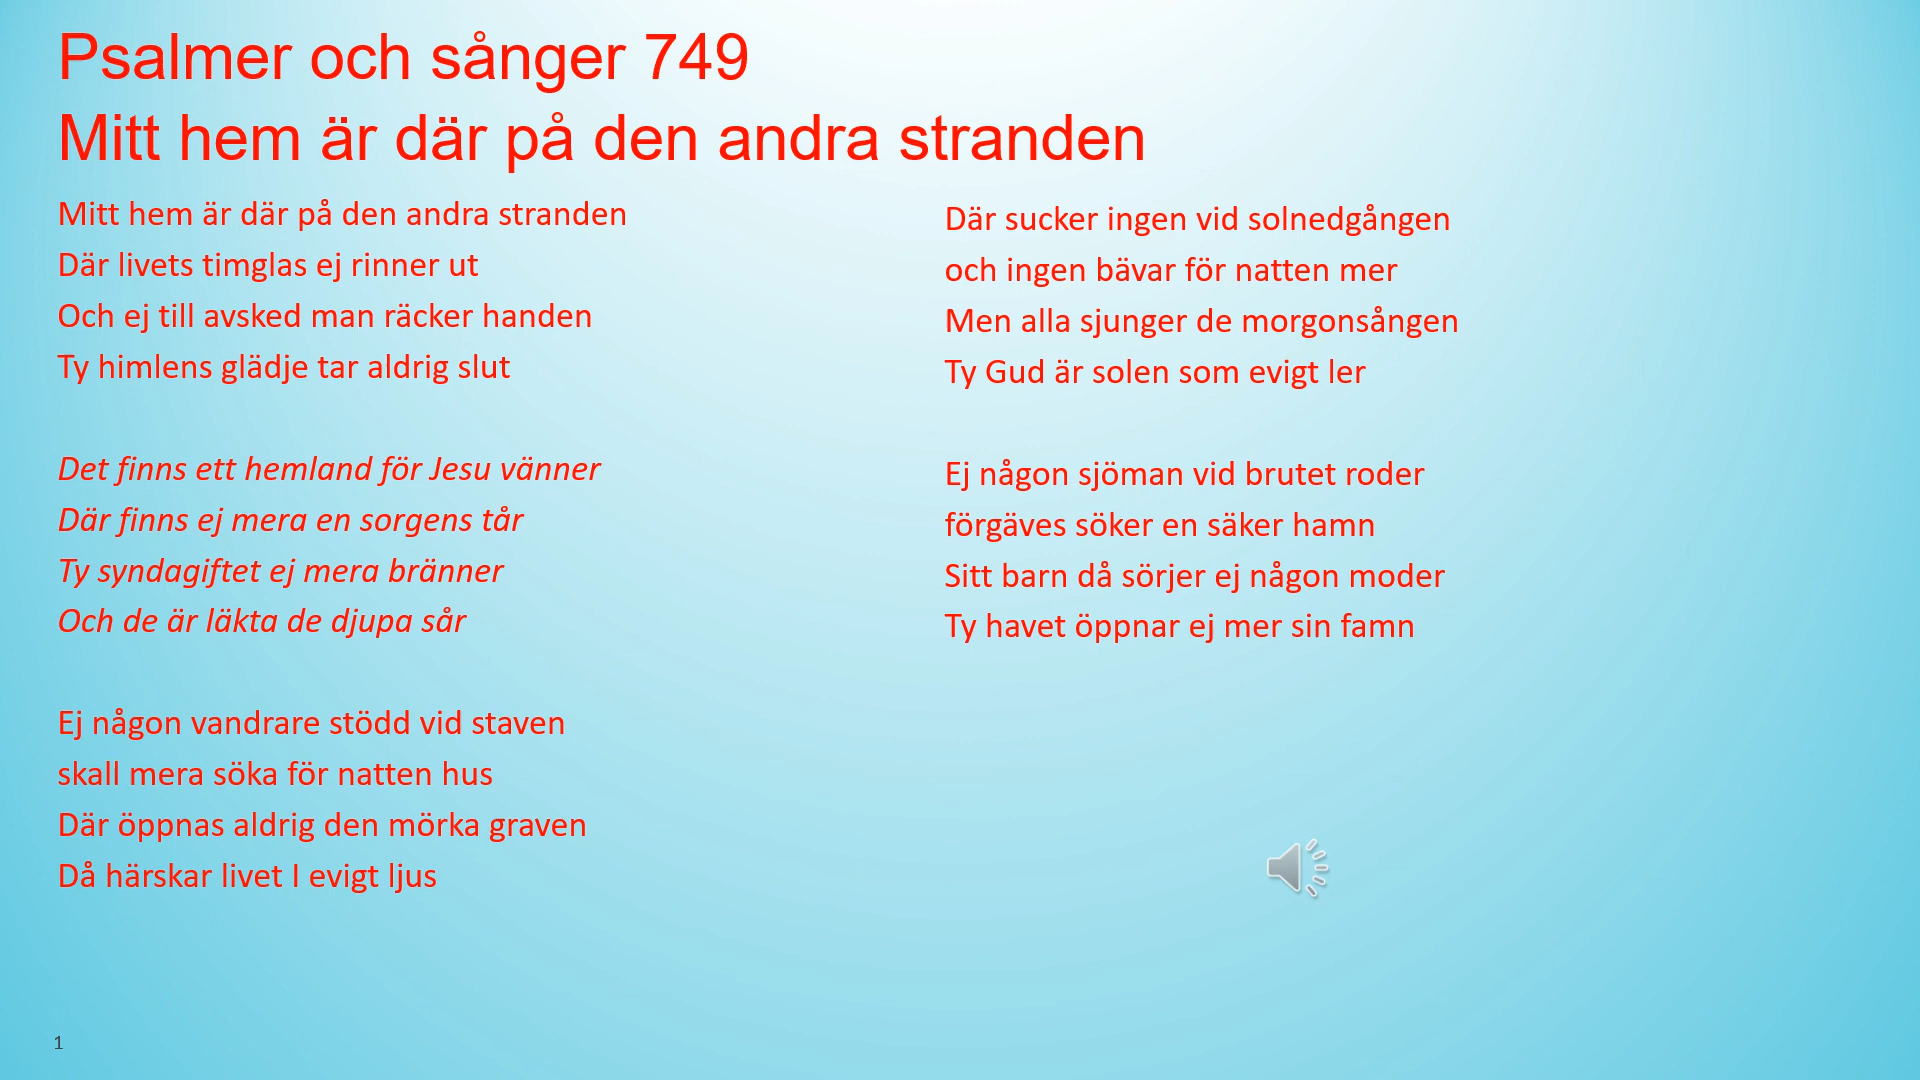 Psalmer och sånger 749
Mitt hem är där på den andra stranden
Mitt hem är där på den andra stranden
Där livets timglas ej rinner ut
Och ej till avsked man räcker handen
Ty himlens glädje tar aldrig slut
Det finns ett hemland för Jesu vänner
Där finns ej mera en sorgens tår
Ty syndagiftet ej mera bränner
Och de är läkta de djupa sår
Ej någon vandrare stödd vid staven
skall mera söka för natten hus
Där öppnas aldrig den mörka graven
Då härskar livet I evigt ljus
Där sucker ingen vid solnedgången
och ingen bävar för natten mer
Men alla sjunger de morgonsången
Ty Gud är solen som evigt ler
Ej någon sjöman vid brutet roder
förgäves söker en säker hamn
Sitt barn då sörjer ej någon moder
Ty havet öppnar ej mer sin famn
1